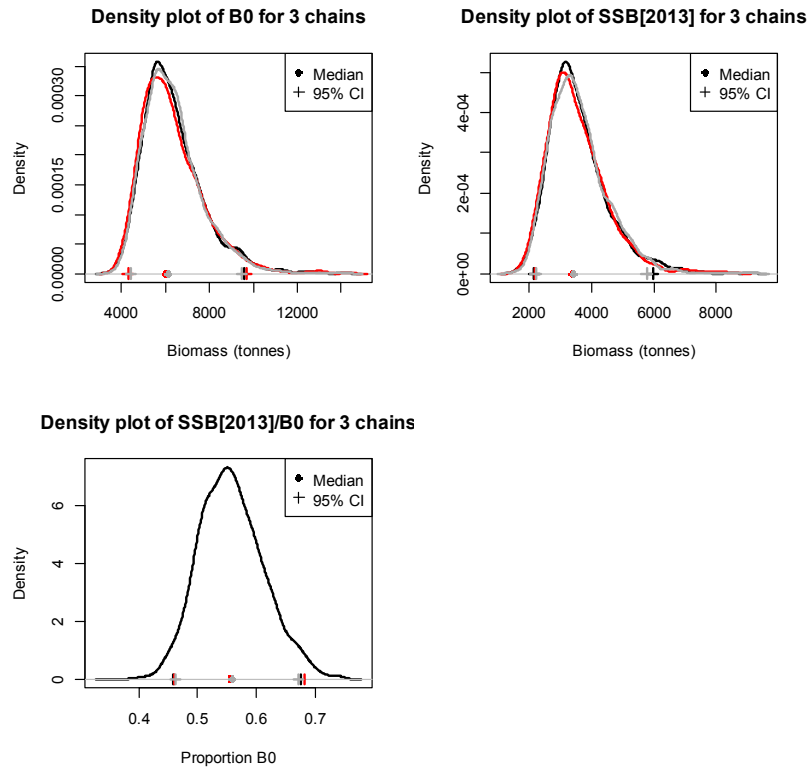 Density plot of B0 for 3 chains
Density
0.00000
0.00015
0.00030
Median
95% CI
4000 8000 12000
Biomass (tonnes)
Density plot of SSB[2013] for 3 chains
Density
0e+00
2e-04
4e-04
Median
95% CI
2000 4000 6000 8000
Biomass (tonnes)
Density plot of SSB[2013]/B0 for 3 chains
Density
6
4
2
0
Median
95% CI
0.4 0.5 0.6 0.7
Proportion B0